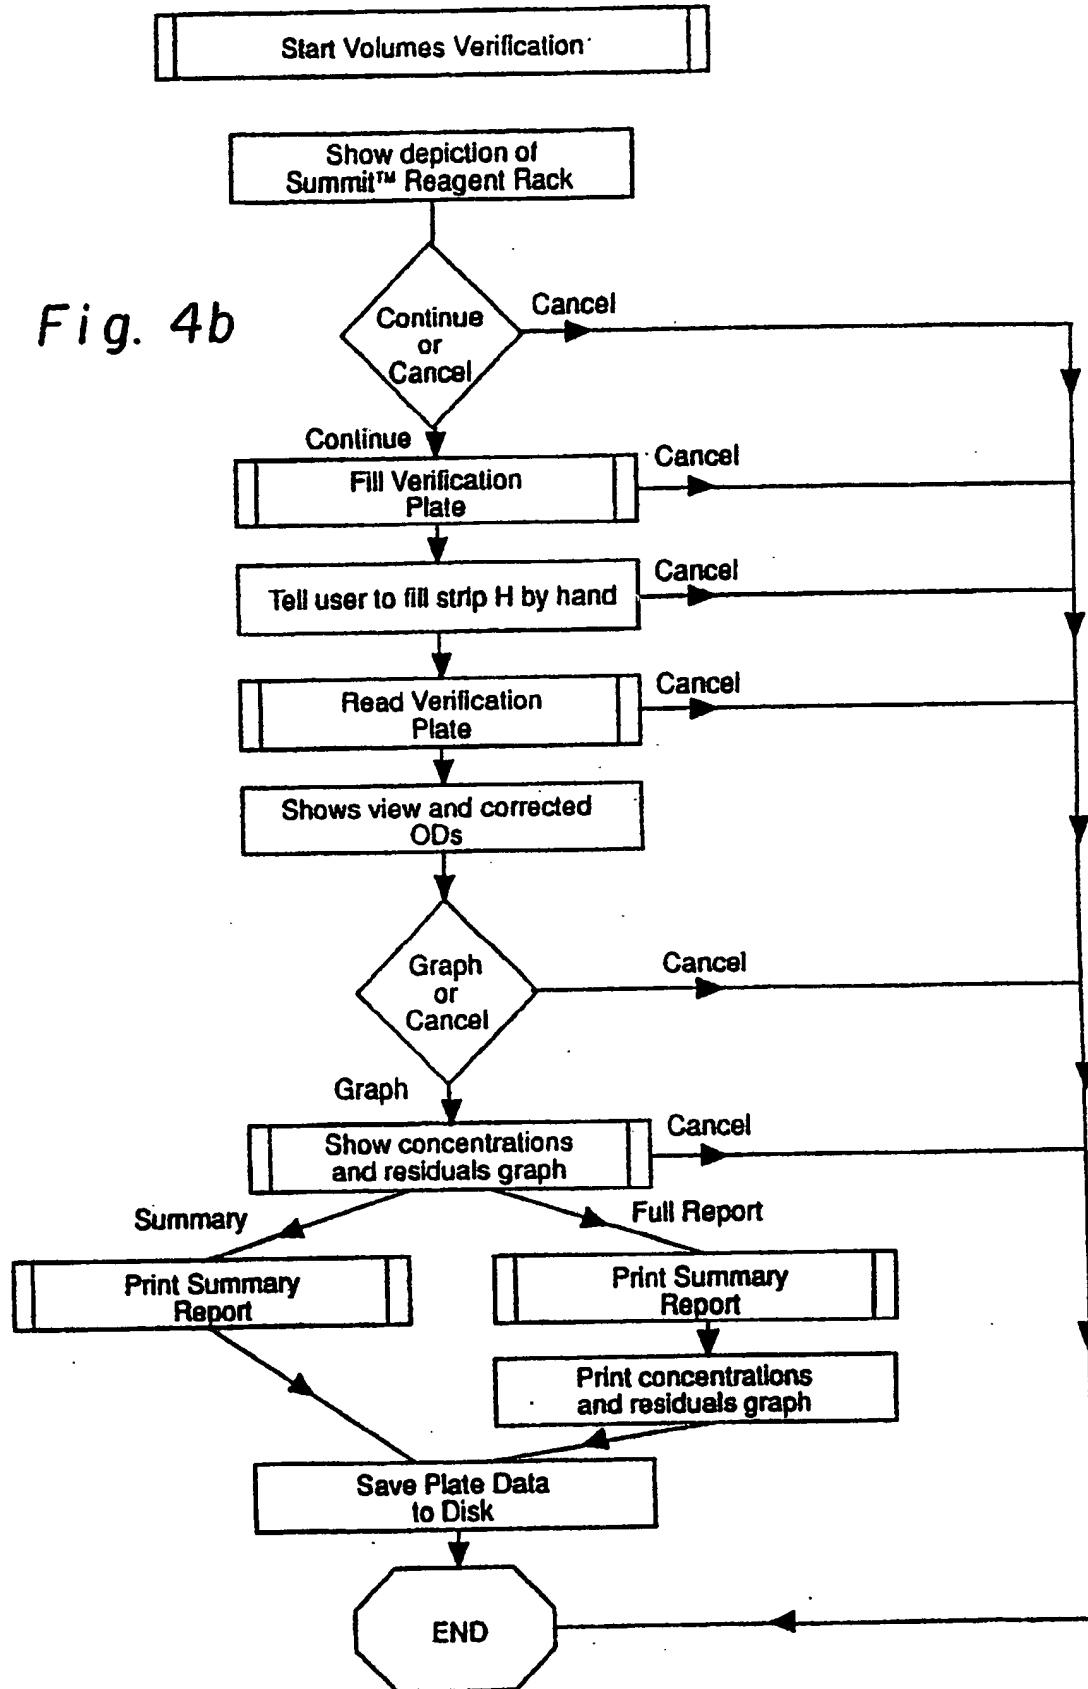 Start Volumes Verification
Show depiction of
Summit™ Reagent Rack
Fig. 4b
Continue
or
Cancel
Cancel
Continue
Fill Verification
Plate
Cancel
Tell user to fill strip H by hand
Cancel
Read Verification
Plate
Cancel
Shows view and corrected
ODs
Graph
or
Cancel
Cancel
Graph
Show concentrations
and residuals graph
Cancel
Summary
Full Report
Print Summary
Report
Print Summary
Report
Print concentrations
and residuals graph
Save Plate Data
to Disk
END